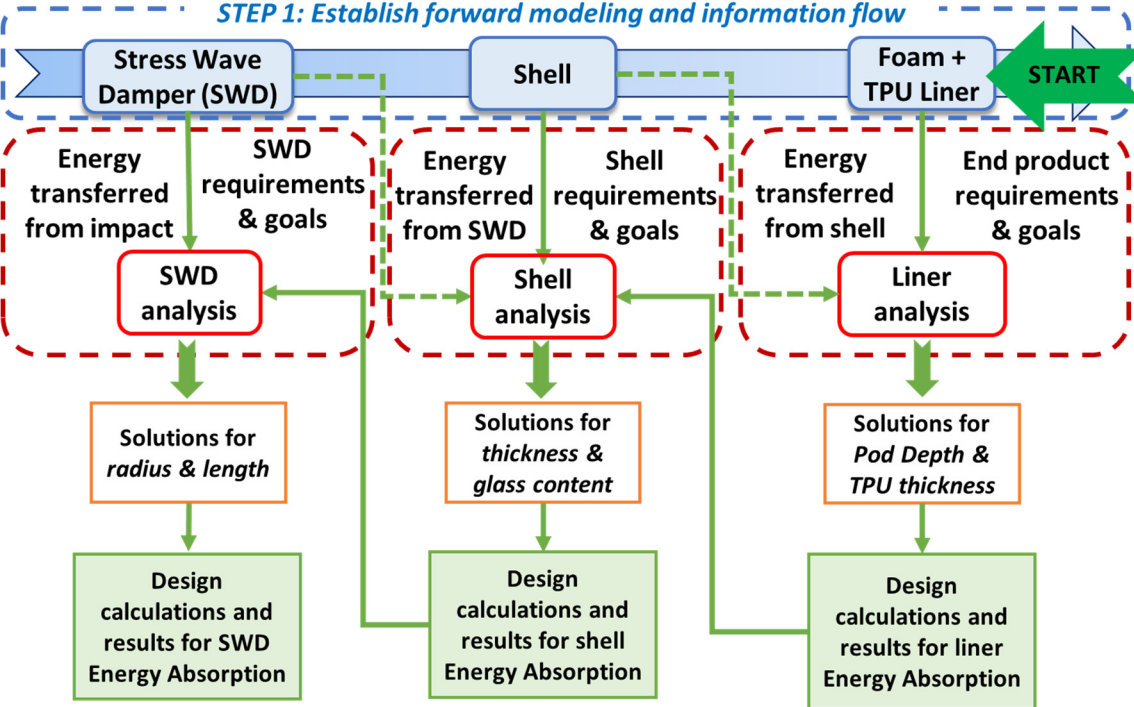 STEP 1: Establish forward modeling and information flow
Stress Wave
Damper (SWD)
Shell
Foam +
TPU Liner
START
Energy
transferred
from impact
SWD
requirements
& goals
Energy
transferred
from SWD
Shell
requirements
& goals
Energy
transferred
from shell
End product
requirements
& goals
SWD
analysis
Shell
analysis
Liner
analysis
Solutions for
radius & length
Solutions for
thickness &
glass content
Solutions for
Pod Depth &
TPU thickness
Design
calculations and
results for SWD
Energy Absorption
Design
calculations and
results for shell
Energy Absorption
Design
calculations and
results for liner
Energy Absorption